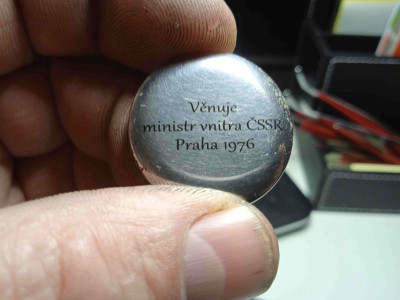 Věnuje
ministr vnitra ČSSR
Praha 1976